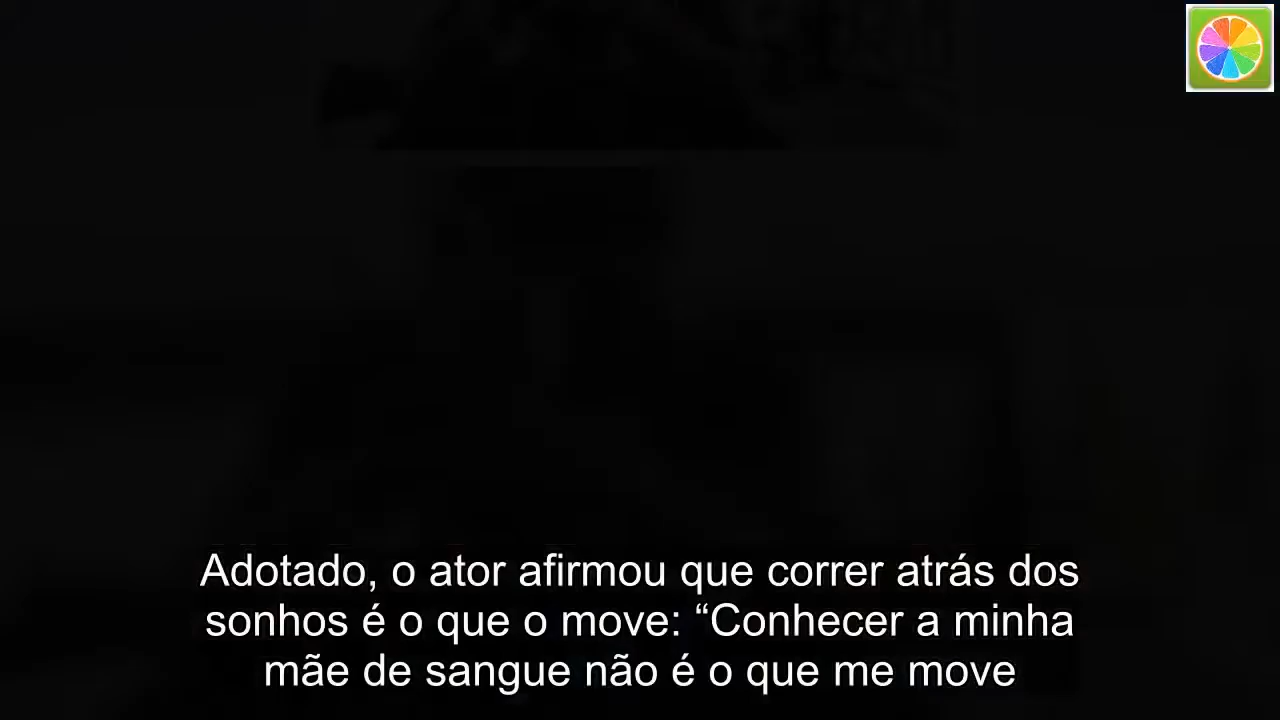 Adotado, o ator afirmou que correr atrás dos
sonhos é o que o move: “Conhecer a minha
mãe de sangue não é o que me move